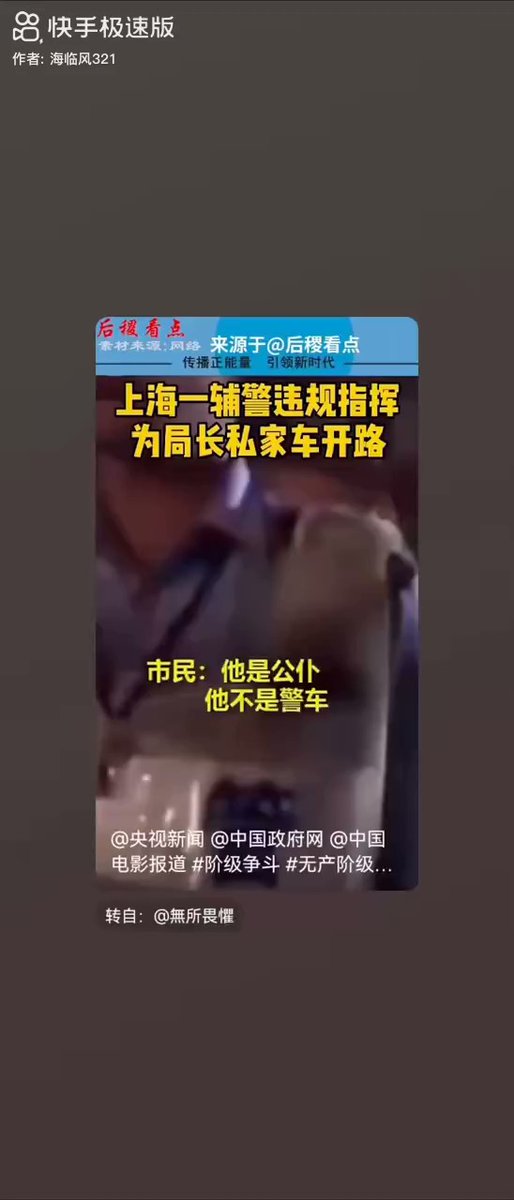 快手极速版
作者: 海临风321
后稷看点
素材来源:网络
来源于@后稷看点
传播正能量 引领新时代
上海一辅警违规指挥
为局长私家车开路
市民：他是公仆
他不是警车
@央视新闻 @中国政府网 @中国
电影报道 #阶级争斗 #无产阶级...
转自：@無所畏懼